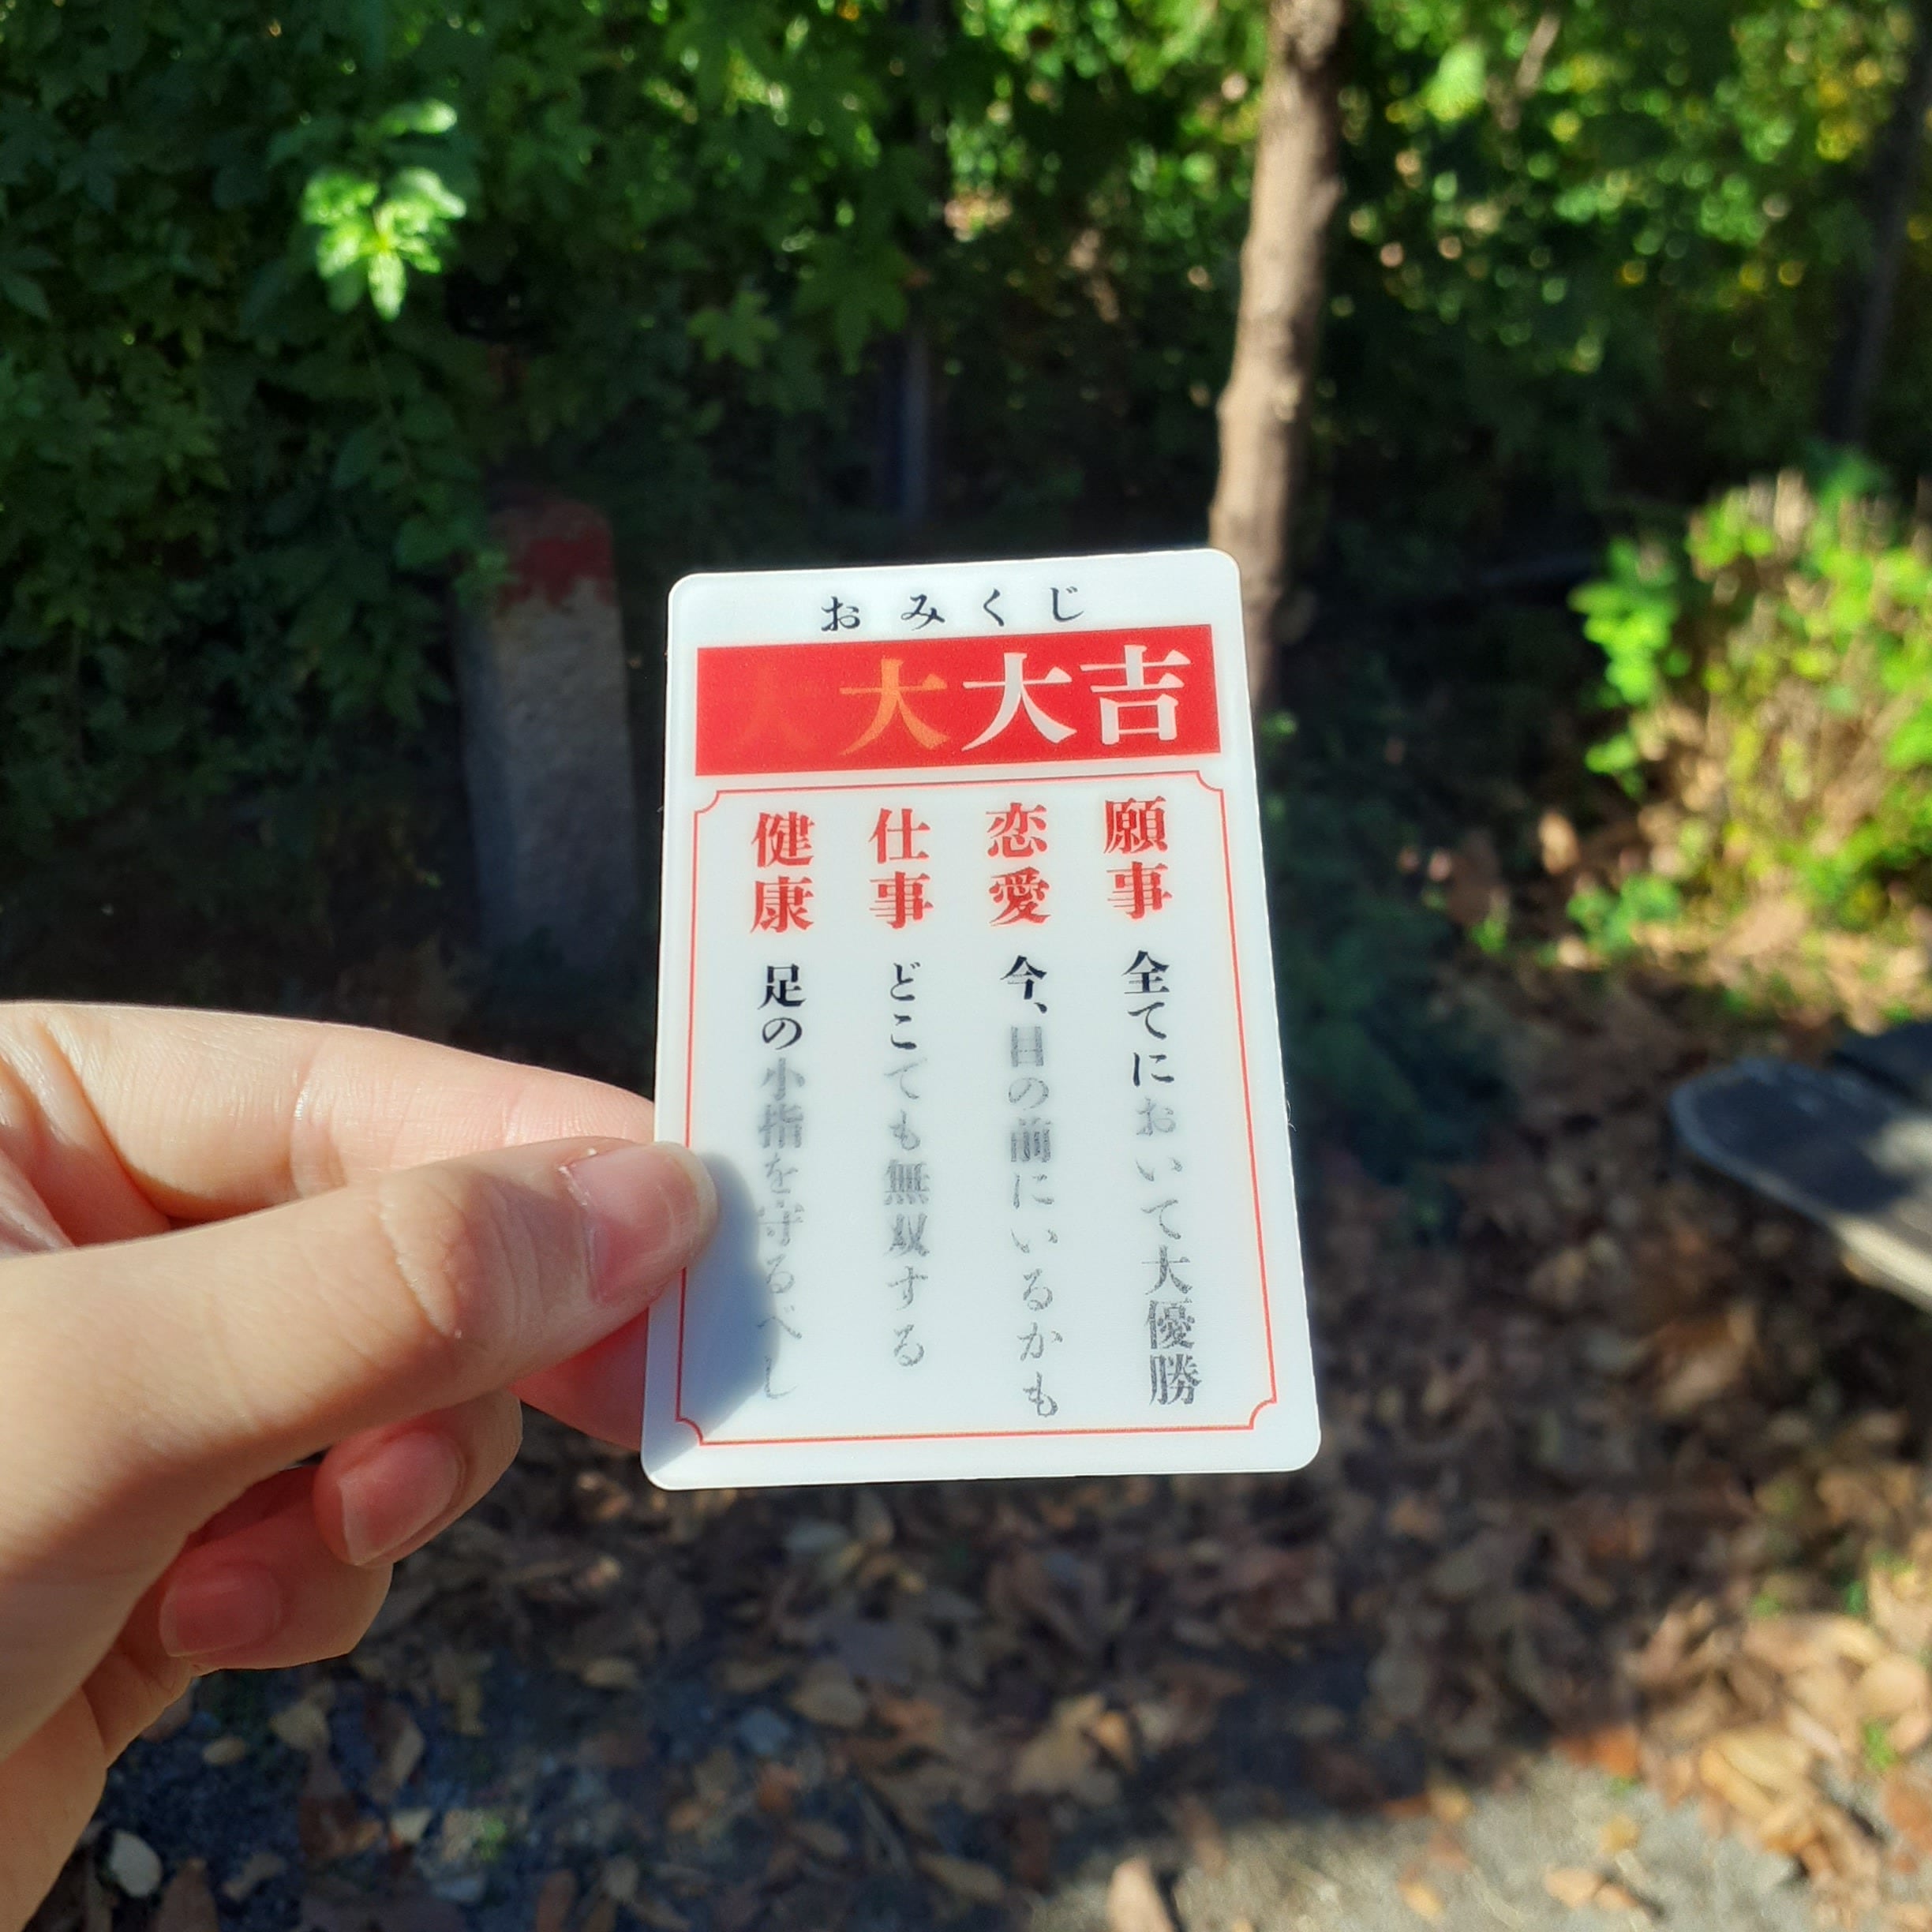 おみくじ
大大大吉
願事 全てにおいて大優勝
恋愛 今、目の前にいるかも
仕事 どこでも無双する
健康 足の小指を守るべし